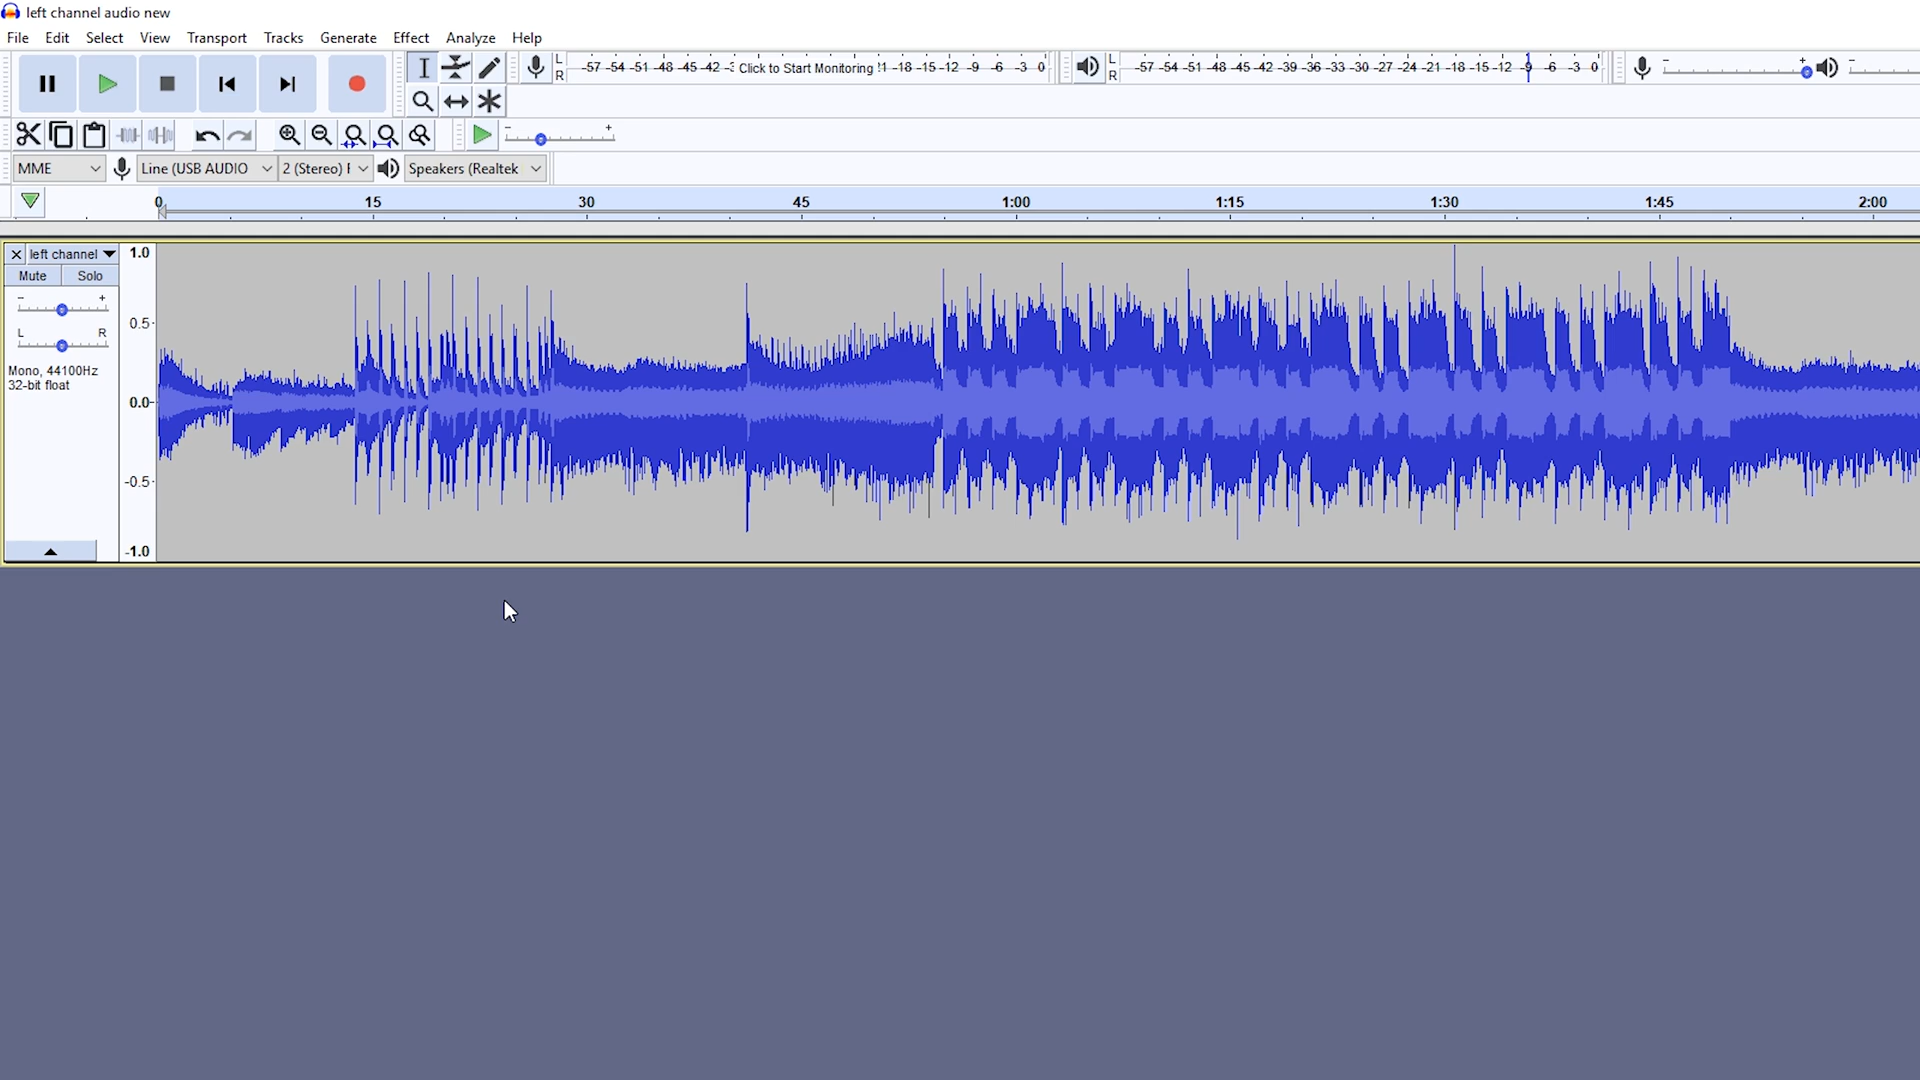 left channel audio new
File Edit Select View Transport Tracks Generate Effect Analyze Help
L
R
-57 -54 -51 -48 -45 -42 Click to Start Monitoring -18 -15 -12 -9 -6 -3 0
L
R
-57 -54 -51 -48 -45 -42 -39 -36 -33 -30 -27 -24 -21 -18 -15 -12 -9 -6 -3 0
MME Line (USB AUDIO 2 (Stereo) Speakers (Realtek
0 15 30 45 1:00 1:15 1:30 1:45 2:00
left channel
Mute Solo
L R
Mono, 44100Hz
32-bit float
1.0
0.5
0.0
-0.5
-1.0